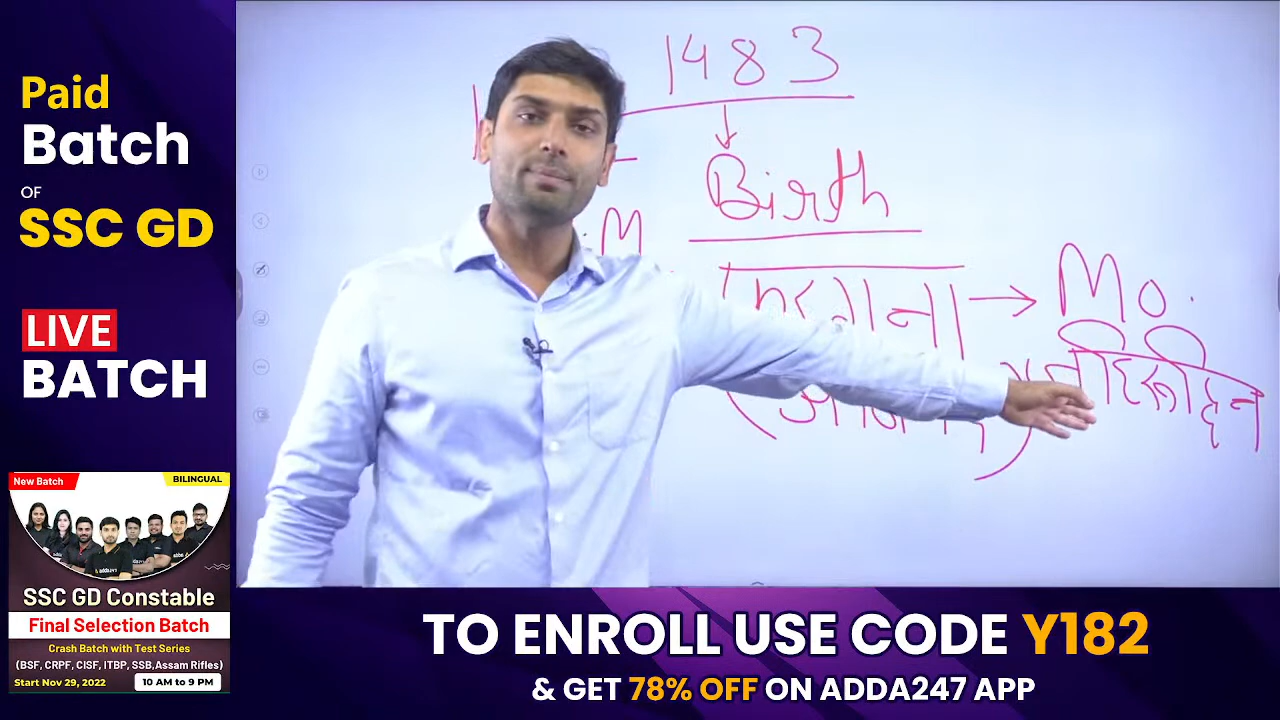 Paid
Batch
OF
SSC GD
LIVE
BATCH
New Batch
BILINGUAL
SSC GD Constable
Final Selection Batch
Crash Batch with Test Series
(BSF, CRPF, CISF, ITBP, SSB,Assam Rifles)
Start Nov 29, 2022
10 AM to 9 PM
1483
Birth
M
→ Mo.
TO ENROLL USE CODE Y182
& GET 78% OFF ON ADDA247 APP